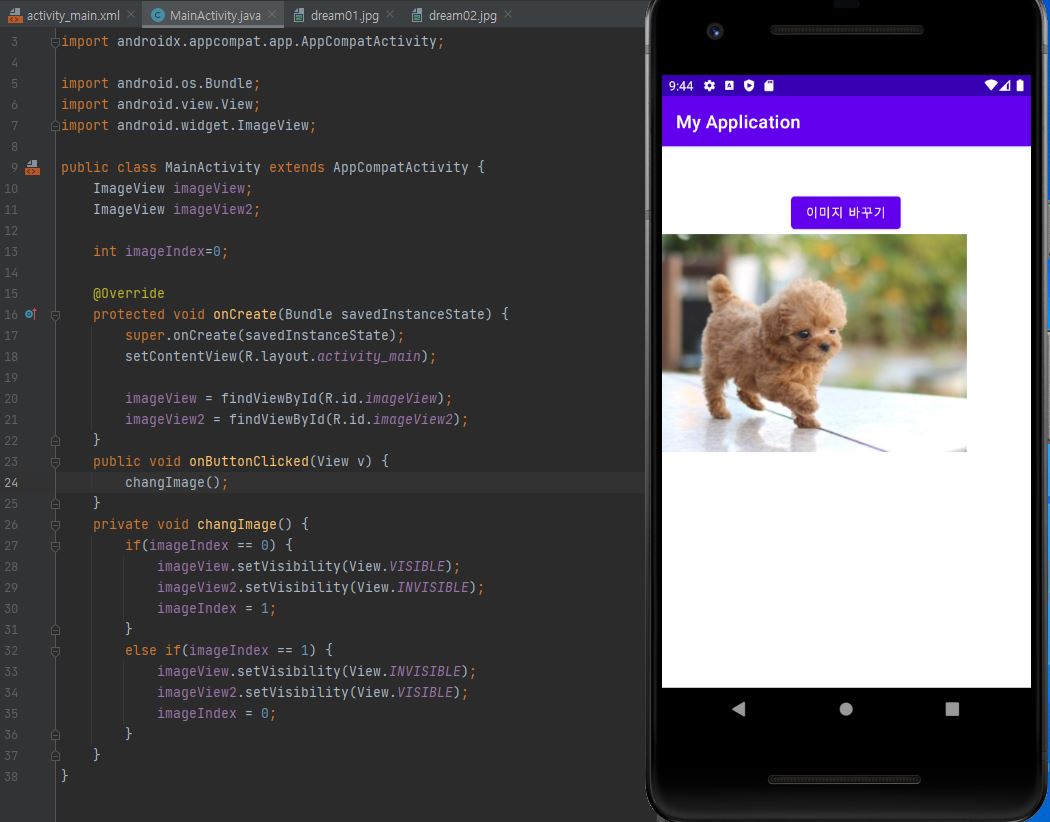 activity_main.xml
MainActivity.java
dream01.jpg
dream02.jpg
3 import androidx.appcompat.app.AppCompatActivity;
4
5 import android.os.Bundle;
6 import android.view.View;
7 import android.widget.ImageView;
8
9 public class MainActivity extends AppCompatActivity {
10 ImageView imageView;
11 ImageView imageView2;
12
13 int imageIndex=0;
14
15 @Override
16 protected void onCreate(Bundle savedInstanceState) {
17 super.onCreate(savedInstanceState);
18 setContentView(R.layout.activity_main);
19
20 imageView = findViewById(R.id.imageView);
21 imageView2 = findViewById(R.id.imageView2);
22 }
23 public void onButtonClicked(View v) {
24 changImage();
25 }
26 private void changImage() {
27 if(imageIndex == 0) {
28 imageView.setVisibility(View.VISIBLE);
29 imageView2.setVisibility(View.INVISIBLE);
30 imageIndex = 1;
31 }
32 else if(imageIndex == 1) {
33 imageView.setVisibility(View.INVISIBLE);
34 imageView2.setVisibility(View.VISIBLE);
35 imageIndex = 0;
36 }
37 }
38 }
9:44
My Application
이미지 바꾸기